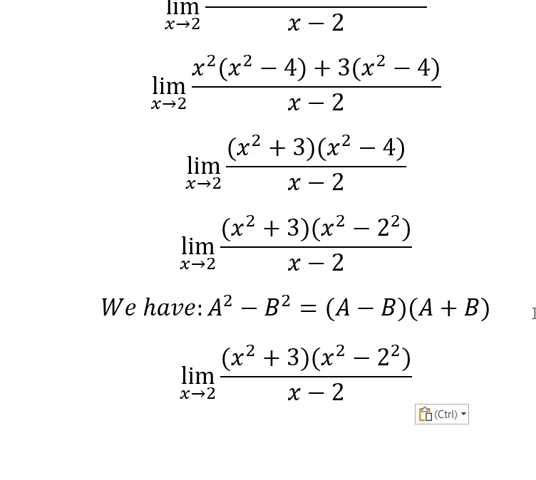 lim x→2 ―――― x − 2
lim x→2 x²(x² − 4) + 3(x² − 4) / x − 2
lim x→2 (x² + 3)(x² − 4) / x − 2
lim x→2 (x² + 3)(x² − 2²) / x − 2
We have: A² − B² = (A − B)(A + B)
lim x→2 (x² + 3)(x² − 2²) / x − 2
(Ctrl)